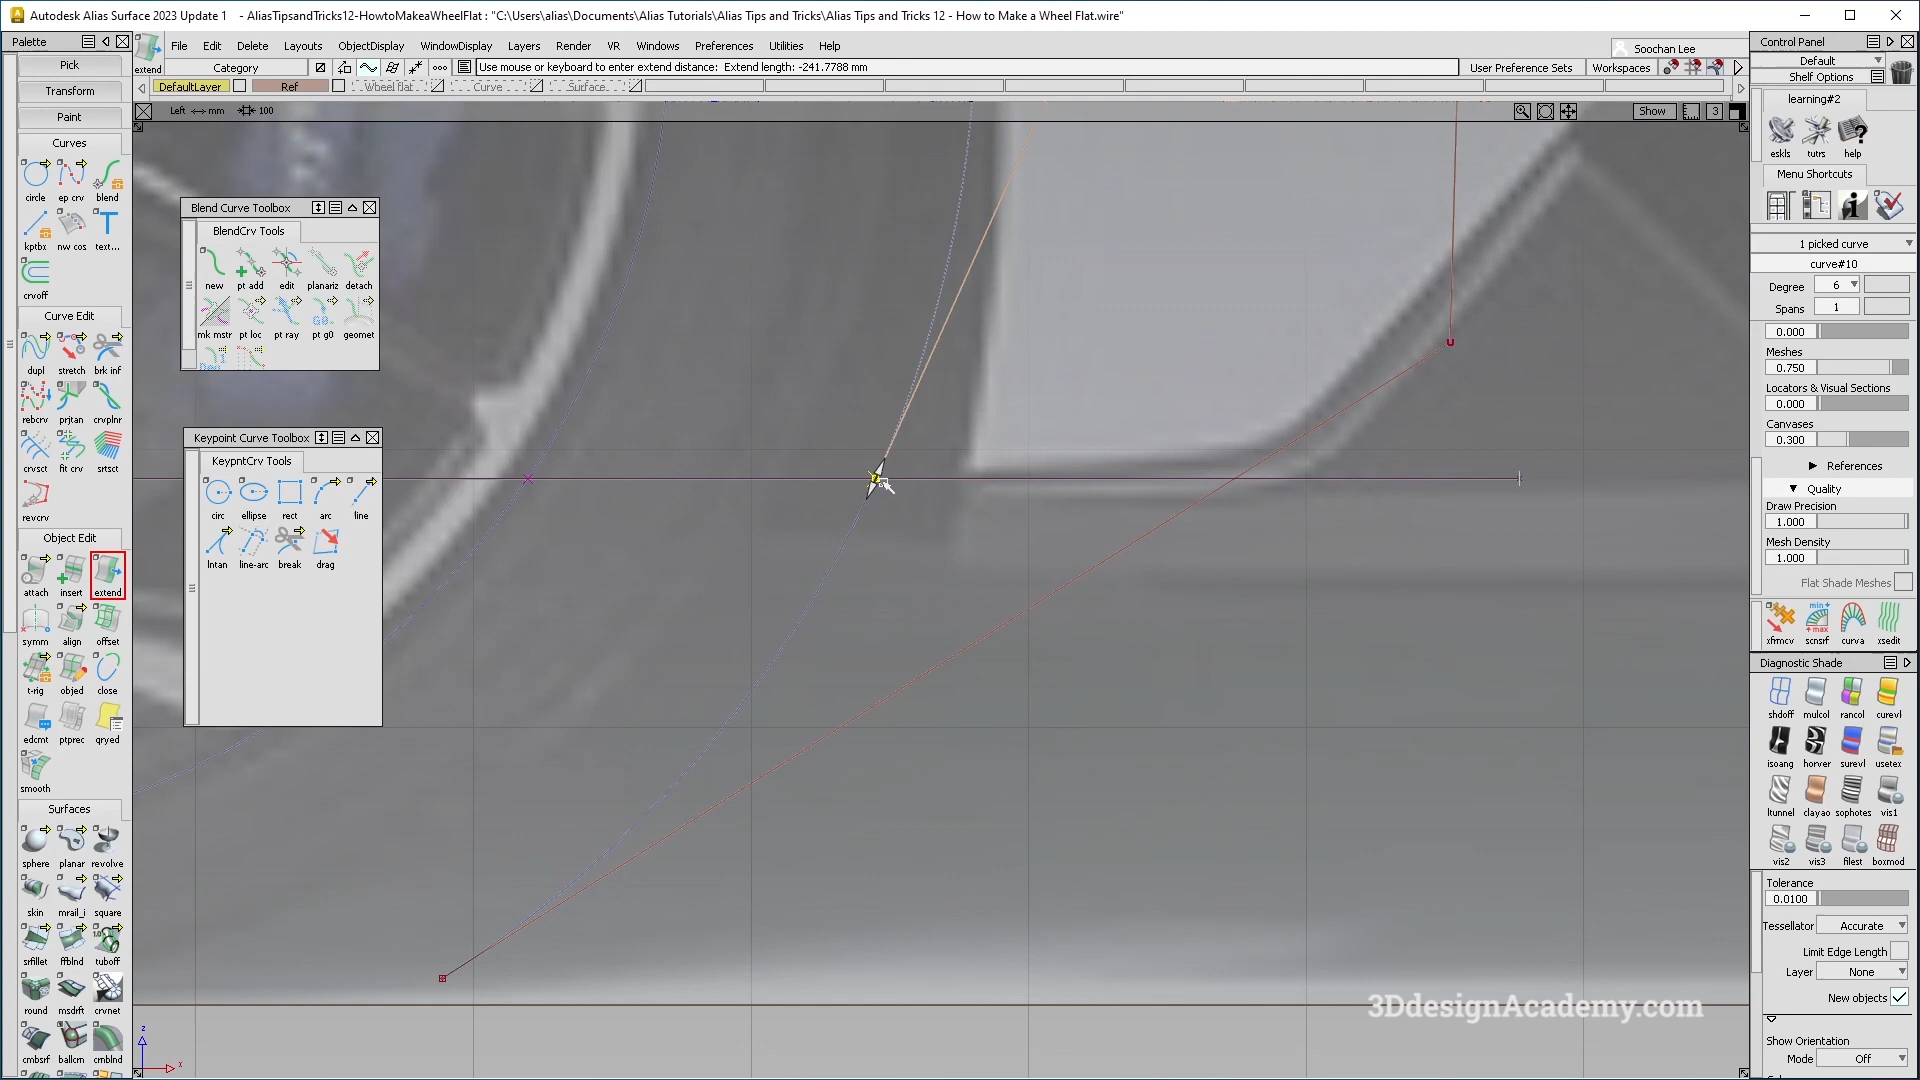 Autodesk Alias Surface 2023 Update 1 - AliasTipsandTricks12-HowtoMakeaWheelFlat : "C:\Users\alias\Documents\Alias Tutorials\Alias Tips and Tricks\Alias Tips and Tricks 12 - How to Make a Wheel Flat.wire"
Palette
File Edit Delete Layouts ObjectDisplay WindowDisplay Layers Render VR Windows Preferences Utilities Help
Soochan Lee
Control Panel
extend
Category
Use mouse or keyboard to enter extend distance: Extend length: -241.7788 mm
User Preference Sets
Workspaces
Default
Shelf Options
DefaultLayer
Ref
Wheel flat
Curve
Surface
Left <-> mm
100
Show
3
Pick
Transform
Paint
Curves
circle ep crv blend
kptbx nw cos text...
crvoff
Curve Edit
dupl stretch brk inf
rebcrv prjtan crvplnr
crvsct fit crv srtsct
revcrv
Object Edit
attach insert extend
symm align offset
t-rig objed close
edcmt ptprec qryed
smooth
Surfaces
sphere planar revolve
skin mrail_i square
srfillet ffblnd tuboff
round msdrft crvnet
cmbsrf ballcrn crnblnd
Blend Curve Toolbox
BlendCrv Tools
new pt add edit planariz detach
mk mstr pt loc pt ray pt g0 geomet
Keypoint Curve Toolbox
KeypntCrv Tools
circ ellipse rect arc line
lntan line-arc break drag
3DdesignAcademy.com
z
x
learning#2
eskls tutrs help
Menu Shortcuts
1 picked curve
curve#10
Degree 6
Spans 1
0.000
Meshes
0.750
Locators & Visual Sections
0.000
Canvases
0.300
References
Quality
Draw Precision
1.000
Mesh Density
1.000
Flat Shade Meshes
xfrmcv scnsrf curva xsedit
Diagnostic Shade
shdoff mulcol rancol curevl
isoang horver surevl usetex
ltunnel clayao sophotes vis1
vis2 vis3 filest boxmod
Tolerance
0.0100
Tessellator Accurate
Limit Edge Length
Layer None
New objects
Show Orientation
Mode Off